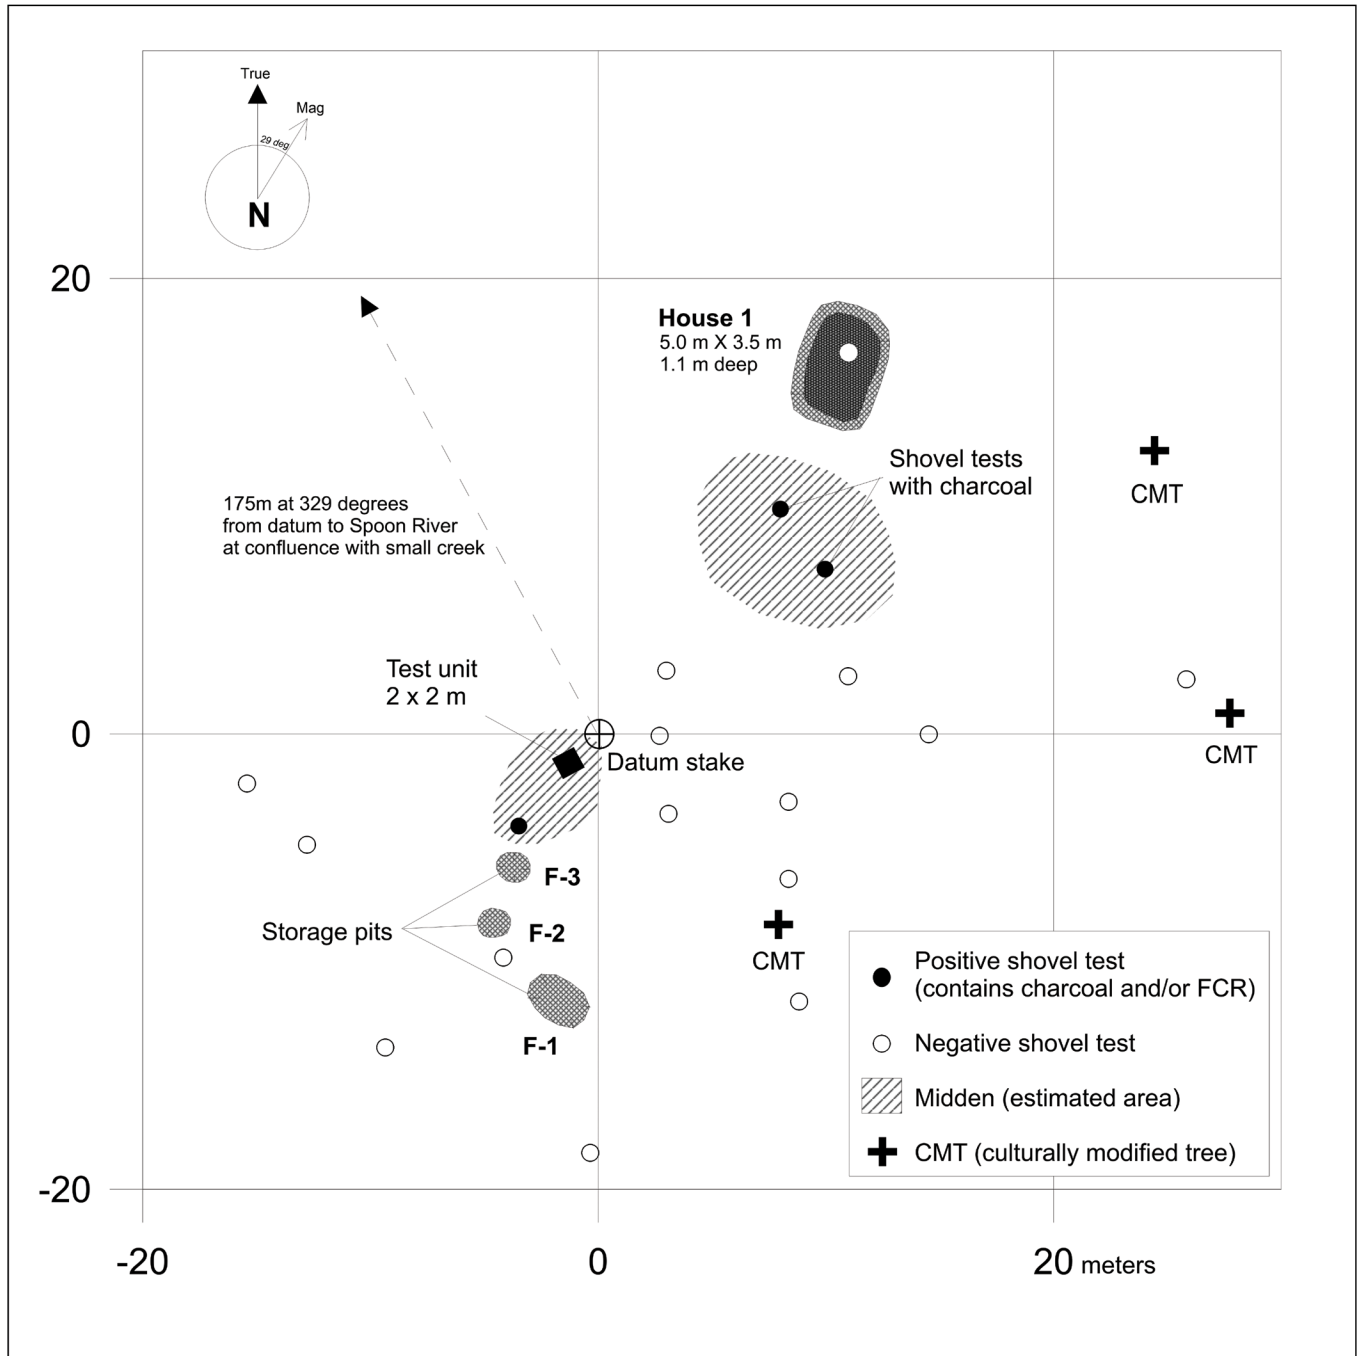 True
Mag
29 deg
N
20
House 1
5.0 m X 3.5 m
1.1 m deep
Shovel tests
with charcoal
CMT
175m at 329 degrees
from datum to Spoon River
at confluence with small creek
Test unit
2 x 2 m
0
Datum stake
CMT
F-3
Storage pits
F-2
CMT
F-1
Positive shovel test
(contains charcoal and/or FCR)
Negative shovel test
Midden (estimated area)
CMT (culturally modified tree)
-20
-20
0
20 meters